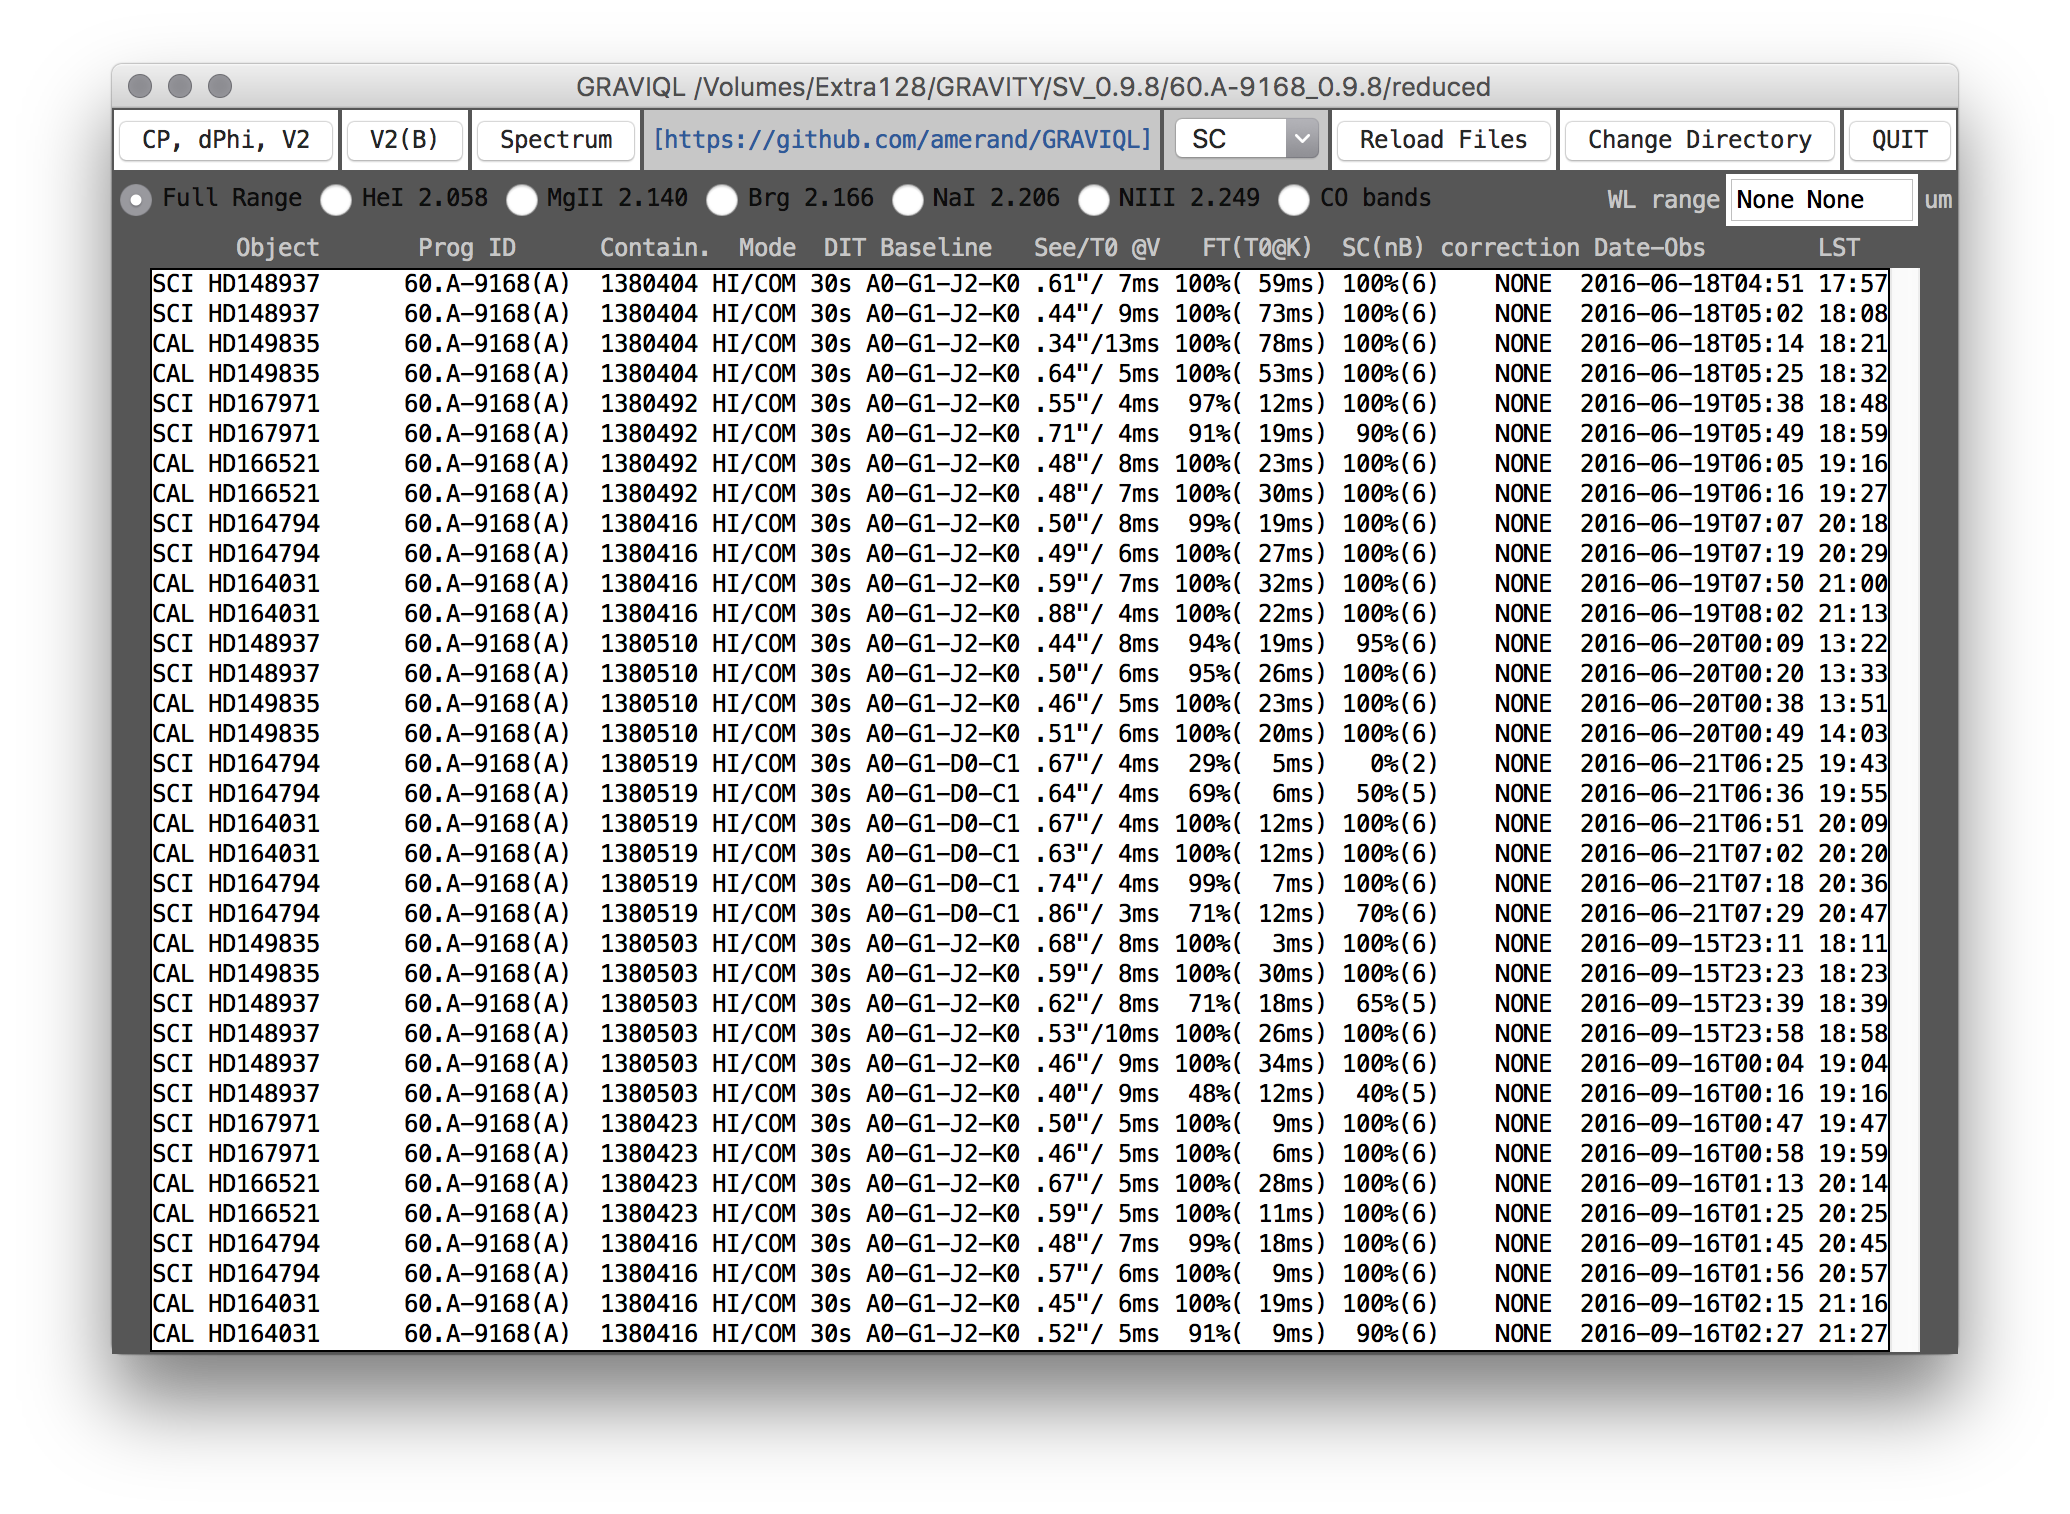 GRAVIQL /Volumes/Extra128/GRAVITY/SV_0.9.8/60.A-9168_0.9.8/reduced
CP, dPhi, V2 V2(B) Spectrum [https://github.com/amerand/GRAVIQL] SC Reload Files Change Directory QUIT
Full Range HeI 2.058 MgII 2.140 Brg 2.166 NaI 2.206 NIII 2.249 CO bands WL range None None um
Object Prog ID Contain. Mode DIT Baseline See/T0 @V FT(T0@K) SC(nB) correction Date-Obs LST
SCI HD148937 60.A-9168(A) 1380404 HI/COM 30s A0-G1-J2-K0 .61"/ 7ms 100%( 59ms) 100%(6) NONE 2016-06-18T04:51 17:57
SCI HD148937 60.A-9168(A) 1380404 HI/COM 30s A0-G1-J2-K0 .44"/ 9ms 100%( 73ms) 100%(6) NONE 2016-06-18T05:02 18:08
CAL HD149835 60.A-9168(A) 1380404 HI/COM 30s A0-G1-J2-K0 .34"/13ms 100%( 78ms) 100%(6) NONE 2016-06-18T05:14 18:21
CAL HD149835 60.A-9168(A) 1380404 HI/COM 30s A0-G1-J2-K0 .64"/ 5ms 100%( 53ms) 100%(6) NONE 2016-06-18T05:25 18:32
SCI HD167971 60.A-9168(A) 1380492 HI/COM 30s A0-G1-J2-K0 .55"/ 4ms 97%( 12ms) 100%(6) NONE 2016-06-19T05:38 18:48
SCI HD167971 60.A-9168(A) 1380492 HI/COM 30s A0-G1-J2-K0 .71"/ 4ms 91%( 19ms) 90%(6) NONE 2016-06-19T05:49 18:59
CAL HD166521 60.A-9168(A) 1380492 HI/COM 30s A0-G1-J2-K0 .48"/ 8ms 100%( 23ms) 100%(6) NONE 2016-06-19T06:05 19:16
CAL HD166521 60.A-9168(A) 1380492 HI/COM 30s A0-G1-J2-K0 .48"/ 7ms 100%( 30ms) 100%(6) NONE 2016-06-19T06:16 19:27
SCI HD164794 60.A-9168(A) 1380416 HI/COM 30s A0-G1-J2-K0 .50"/ 8ms 99%( 19ms) 100%(6) NONE 2016-06-19T07:07 20:18
SCI HD164794 60.A-9168(A) 1380416 HI/COM 30s A0-G1-J2-K0 .49"/ 6ms 100%( 27ms) 100%(6) NONE 2016-06-19T07:19 20:29
CAL HD164031 60.A-9168(A) 1380416 HI/COM 30s A0-G1-J2-K0 .59"/ 7ms 100%( 32ms) 100%(6) NONE 2016-06-19T07:50 21:00
CAL HD164031 60.A-9168(A) 1380416 HI/COM 30s A0-G1-J2-K0 .88"/ 4ms 100%( 22ms) 100%(6) NONE 2016-06-19T08:02 21:13
SCI HD148937 60.A-9168(A) 1380510 HI/COM 30s A0-G1-J2-K0 .44"/ 8ms 94%( 19ms) 95%(6) NONE 2016-06-20T00:09 13:22
SCI HD148937 60.A-9168(A) 1380510 HI/COM 30s A0-G1-J2-K0 .50"/ 6ms 95%( 26ms) 100%(6) NONE 2016-06-20T00:20 13:33
CAL HD149835 60.A-9168(A) 1380510 HI/COM 30s A0-G1-J2-K0 .46"/ 5ms 100%( 23ms) 100%(6) NONE 2016-06-20T00:38 13:51
CAL HD149835 60.A-9168(A) 1380510 HI/COM 30s A0-G1-J2-K0 .51"/ 6ms 100%( 20ms) 100%(6) NONE 2016-06-20T00:49 14:03
SCI HD164794 60.A-9168(A) 1380519 HI/COM 30s A0-G1-D0-C1 .67"/ 4ms 29%( 5ms) 0%(2) NONE 2016-06-21T06:25 19:43
SCI HD164794 60.A-9168(A) 1380519 HI/COM 30s A0-G1-D0-C1 .64"/ 4ms 69%( 6ms) 50%(5) NONE 2016-06-21T06:36 19:55
CAL HD164031 60.A-9168(A) 1380519 HI/COM 30s A0-G1-D0-C1 .67"/ 4ms 100%( 12ms) 100%(6) NONE 2016-06-21T06:51 20:09
CAL HD164031 60.A-9168(A) 1380519 HI/COM 30s A0-G1-D0-C1 .63"/ 4ms 100%( 12ms) 100%(6) NONE 2016-06-21T07:02 20:20
SCI HD164794 60.A-9168(A) 1380519 HI/COM 30s A0-G1-D0-C1 .74"/ 4ms 99%( 7ms) 100%(6) NONE 2016-06-21T07:18 20:36
SCI HD164794 60.A-9168(A) 1380519 HI/COM 30s A0-G1-D0-C1 .86"/ 3ms 71%( 12ms) 70%(6) NONE 2016-06-21T07:29 20:47
CAL HD149835 60.A-9168(A) 1380503 HI/COM 30s A0-G1-J2-K0 .68"/ 8ms 100%( 3ms) 100%(6) NONE 2016-09-15T23:11 18:11
CAL HD149835 60.A-9168(A) 1380503 HI/COM 30s A0-G1-J2-K0 .59"/ 8ms 100%( 30ms) 100%(6) NONE 2016-09-15T23:23 18:23
SCI HD148937 60.A-9168(A) 1380503 HI/COM 30s A0-G1-J2-K0 .62"/ 8ms 71%( 18ms) 65%(5) NONE 2016-09-15T23:39 18:39
SCI HD148937 60.A-9168(A) 1380503 HI/COM 30s A0-G1-J2-K0 .53"/10ms 100%( 26ms) 100%(6) NONE 2016-09-15T23:58 18:58
SCI HD148937 60.A-9168(A) 1380503 HI/COM 30s A0-G1-J2-K0 .46"/ 9ms 100%( 34ms) 100%(6) NONE 2016-09-16T00:04 19:04
SCI HD148937 60.A-9168(A) 1380503 HI/COM 30s A0-G1-J2-K0 .40"/ 9ms 48%( 12ms) 40%(5) NONE 2016-09-16T00:16 19:16
SCI HD167971 60.A-9168(A) 1380423 HI/COM 30s A0-G1-J2-K0 .50"/ 5ms 100%( 9ms) 100%(6) NONE 2016-09-16T00:47 19:47
SCI HD167971 60.A-9168(A) 1380423 HI/COM 30s A0-G1-J2-K0 .46"/ 5ms 100%( 6ms) 100%(6) NONE 2016-09-16T00:58 19:59
CAL HD166521 60.A-9168(A) 1380423 HI/COM 30s A0-G1-J2-K0 .67"/ 5ms 100%( 28ms) 100%(6) NONE 2016-09-16T01:13 20:14
CAL HD166521 60.A-9168(A) 1380423 HI/COM 30s A0-G1-J2-K0 .59"/ 5ms 100%( 11ms) 100%(6) NONE 2016-09-16T01:25 20:25
SCI HD164794 60.A-9168(A) 1380416 HI/COM 30s A0-G1-J2-K0 .48"/ 7ms 99%( 18ms) 100%(6) NONE 2016-09-16T01:45 20:45
SCI HD164794 60.A-9168(A) 1380416 HI/COM 30s A0-G1-J2-K0 .57"/ 6ms 100%( 9ms) 100%(6) NONE 2016-09-16T01:56 20:57
CAL HD164031 60.A-9168(A) 1380416 HI/COM 30s A0-G1-J2-K0 .45"/ 6ms 100%( 19ms) 100%(6) NONE 2016-09-16T02:15 21:16
CAL HD164031 60.A-9168(A) 1380416 HI/COM 30s A0-G1-J2-K0 .52"/ 5ms 91%( 9ms) 90%(6) NONE 2016-09-16T02:27 21:27